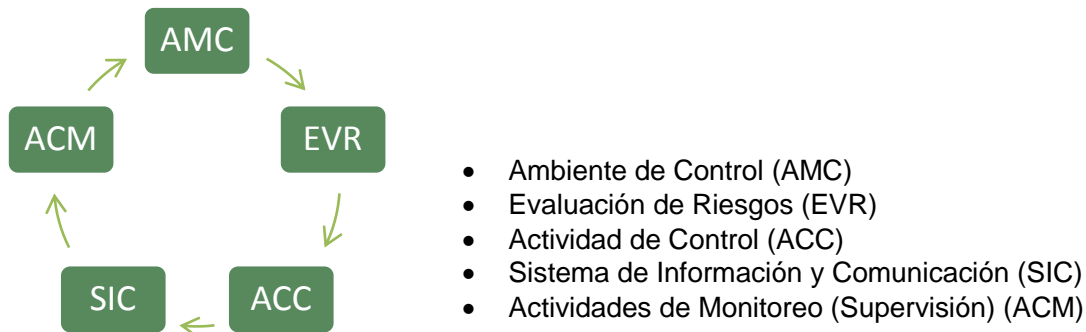 AMC
ACM
EVR
SIC
ACC
• Ambiente de Control (AMC)
• Evaluación de Riesgos (EVR)
• Actividad de Control (ACC)
• Sistema de Información y Comunicación (SIC)
• Actividades de Monitoreo (Supervisión) (ACM)